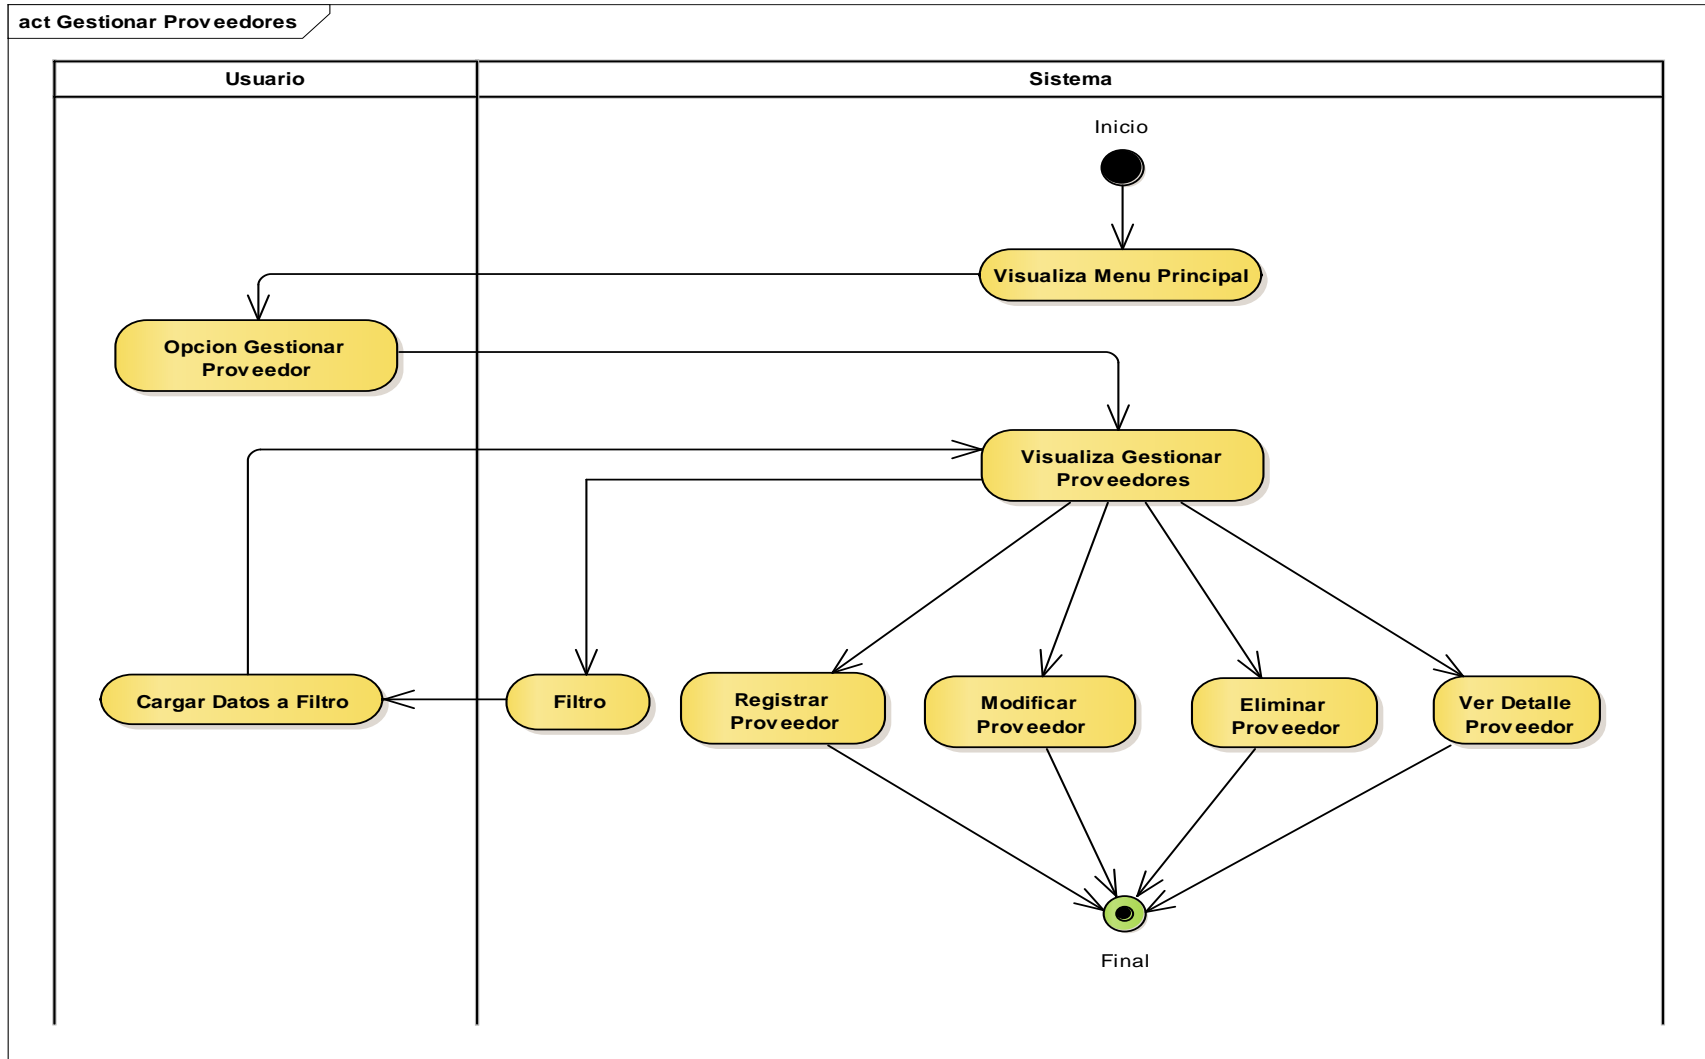 act Gestionar Proveedores
Usuario
Sistema
Inicio
Visualiza Menu Principal
Opcion Gestionar
Proveedor
Visualiza Gestionar
Proveedores
Cargar Datos a Filtro
Filtro
Registrar
Proveedor
Modificar
Proveedor
Eliminar
Proveedor
Ver Detalle
Proveedor
Final